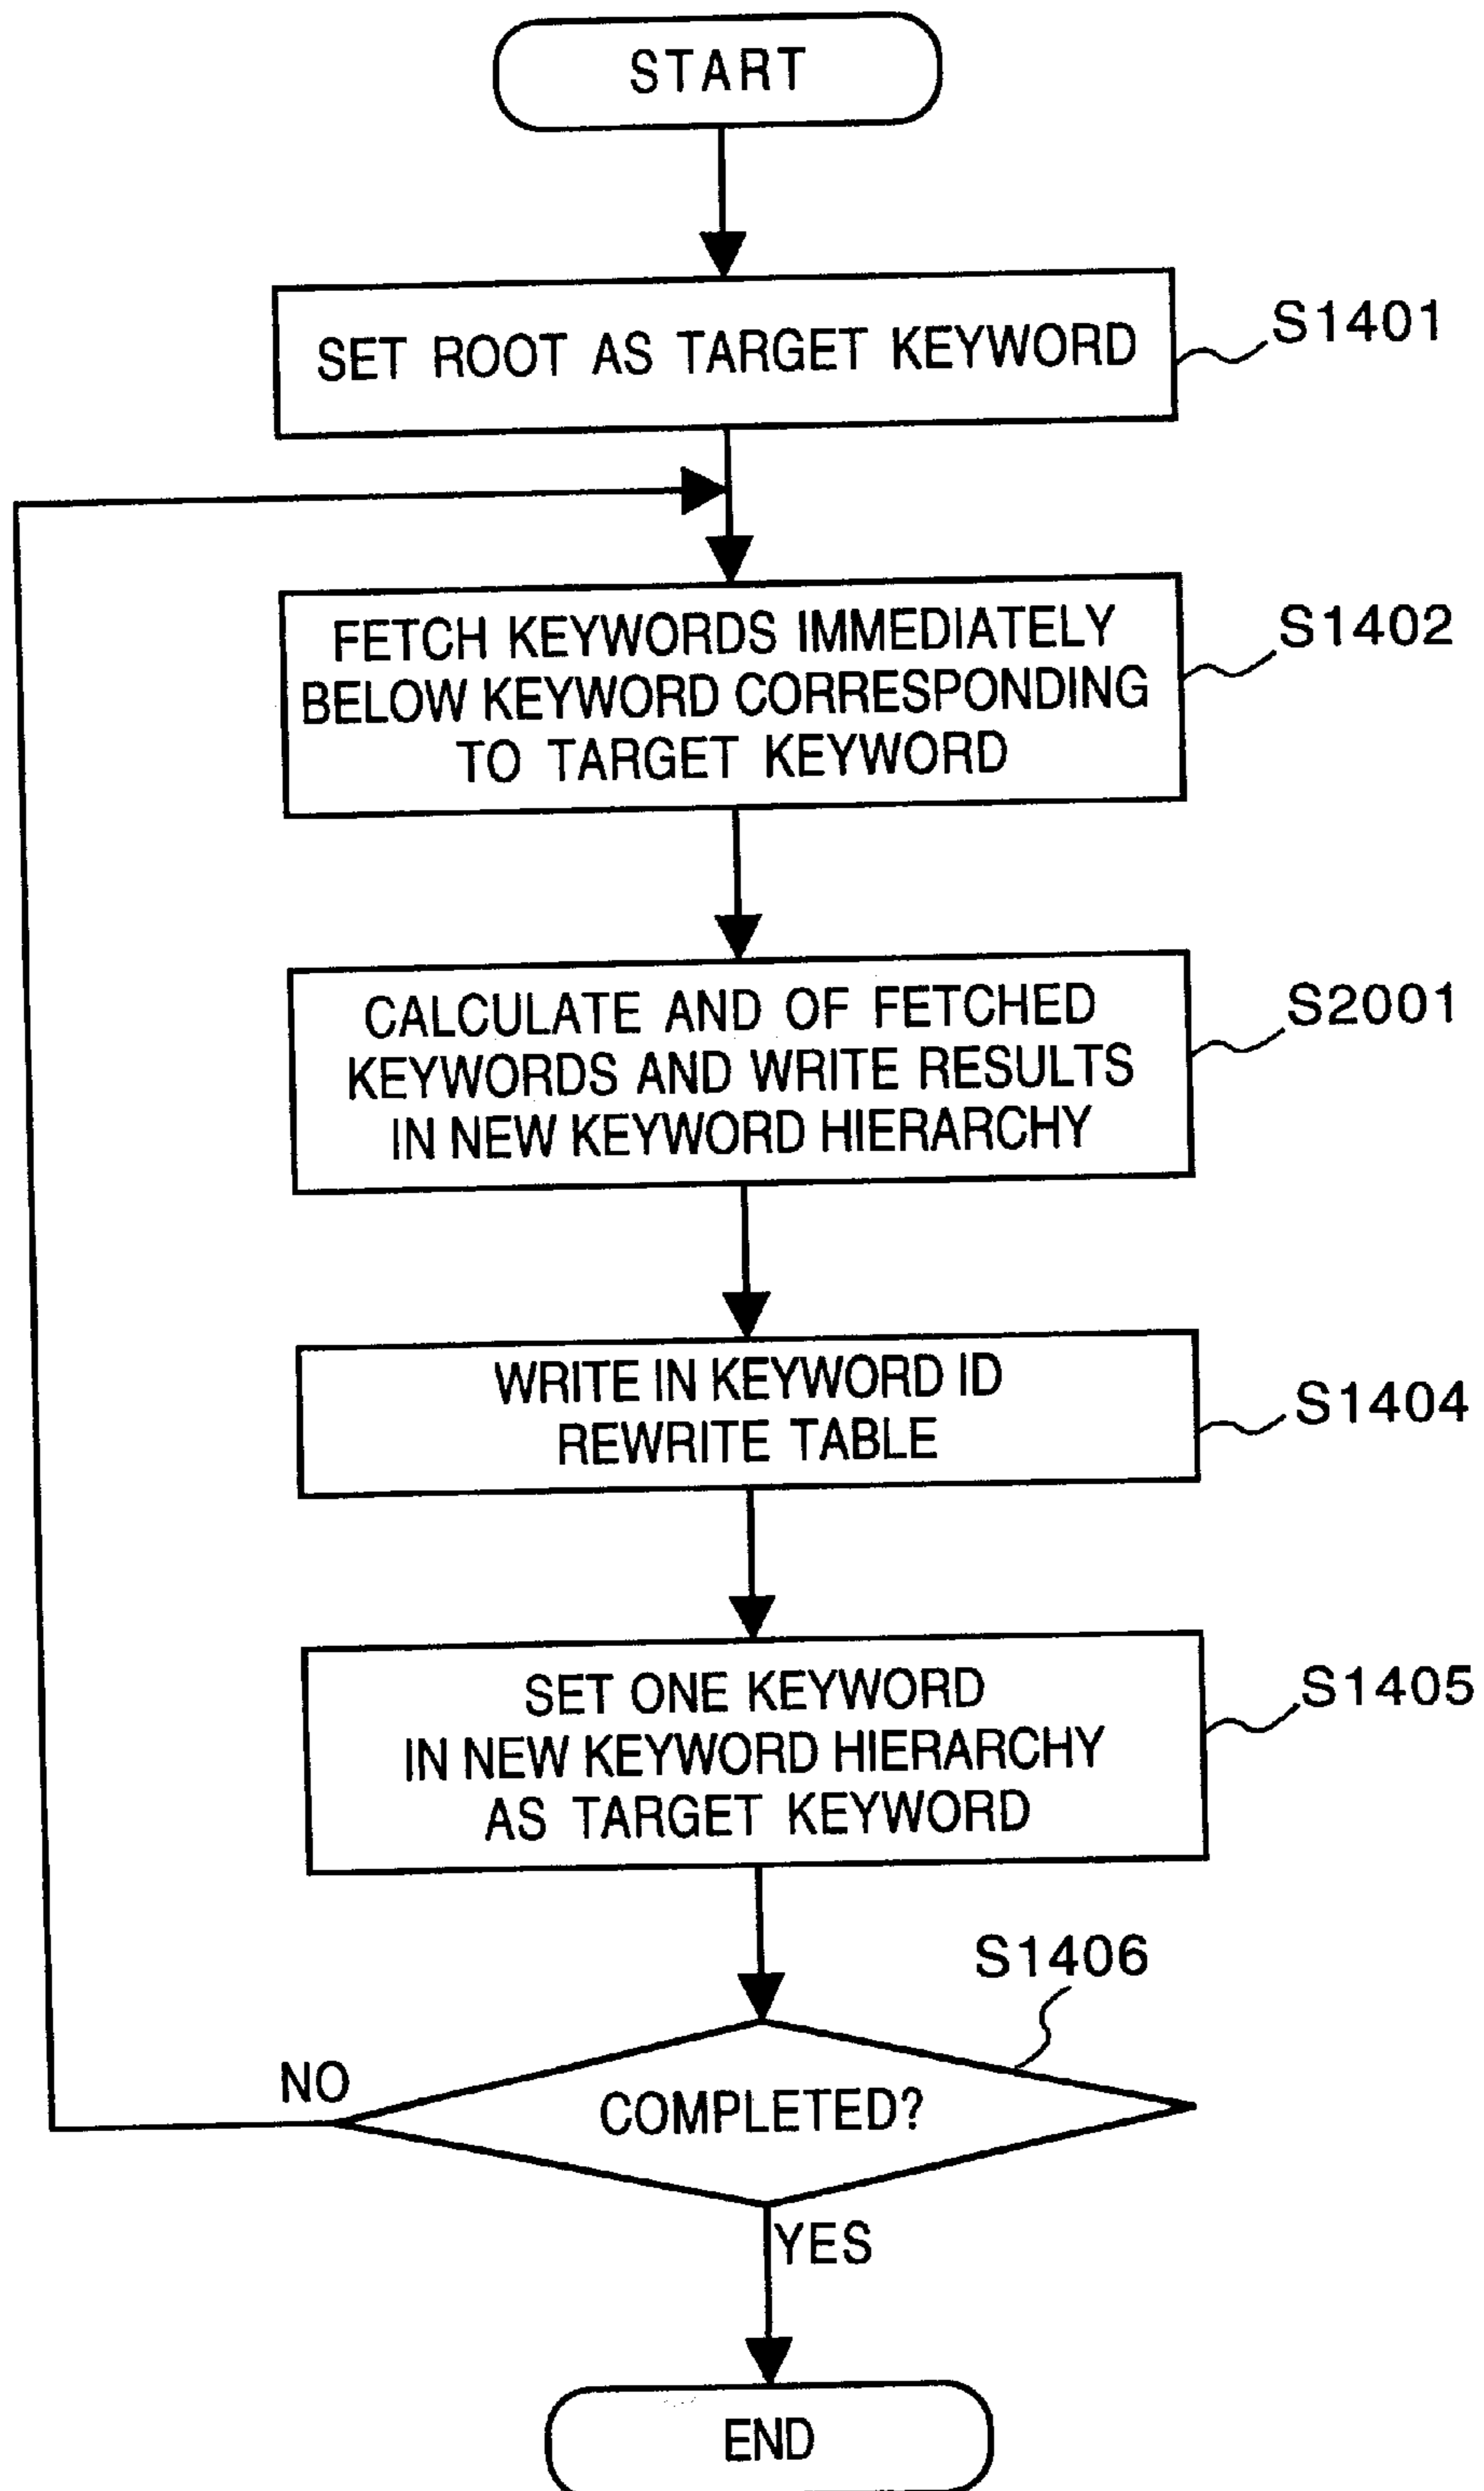 START
SET ROOT AS TARGET KEYWORD
S1401
FETCH KEYWORDS IMMEDIATELY
BELOW KEYWORD CORRESPONDING
TO TARGET KEYWORD
S1402
CALCULATE AND OF FETCHED
KEYWORDS AND WRITE RESULTS
IN NEW KEYWORD HIERARCHY
S2001
WRITE IN KEYWORD ID
REWRITE TABLE
S1404
SET ONE KEYWORD
IN NEW KEYWORD HIERARCHY
AS TARGET KEYWORD
S1405
S1406
NO
COMPLETED?
YES
END